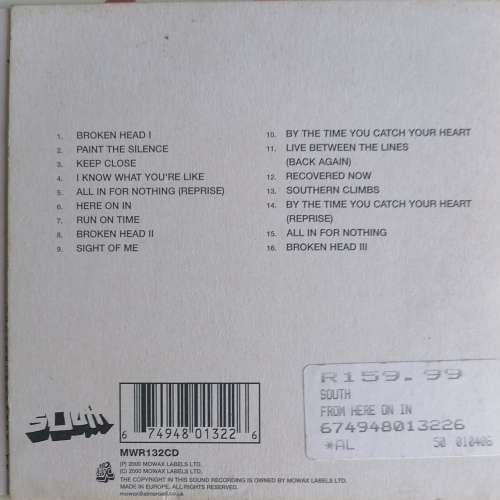 1. BROKEN HEAD I
2. PAINT THE SILENCE
3. KEEP CLOSE
4. I KNOW WHAT YOU'RE LIKE
5. ALL IN FOR NOTHING (REPRISE)
6. HERE ON IN
7. RUN ON TIME
8. BROKEN HEAD II
9. SIGHT OF ME
10. BY THE TIME YOU CATCH YOUR HEART
11. LIVE BETWEEN THE LINES
(BACK AGAIN)
12. RECOVERED NOW
13. SOUTHERN CLIMBS
14. BY THE TIME YOU CATCH YOUR HEART
(REPRISE)
15. ALL IN FOR NOTHING
16. BROKEN HEAD III
south
6 74948 01322 6
MWR132CD
(P) 2000 MOWAX LABELS LTD.
(C) 2000 MOWAX LABELS LTD.
THE COPYRIGHT IN THIS SOUND RECORDING IS OWNED BY MOWAX LABELS LTD.
MADE IN EUROPE. ALL RIGHTS RESERVED.
R159.99
SOUTH
FROM HERE ON IN
674948013226
*AL 50 010406